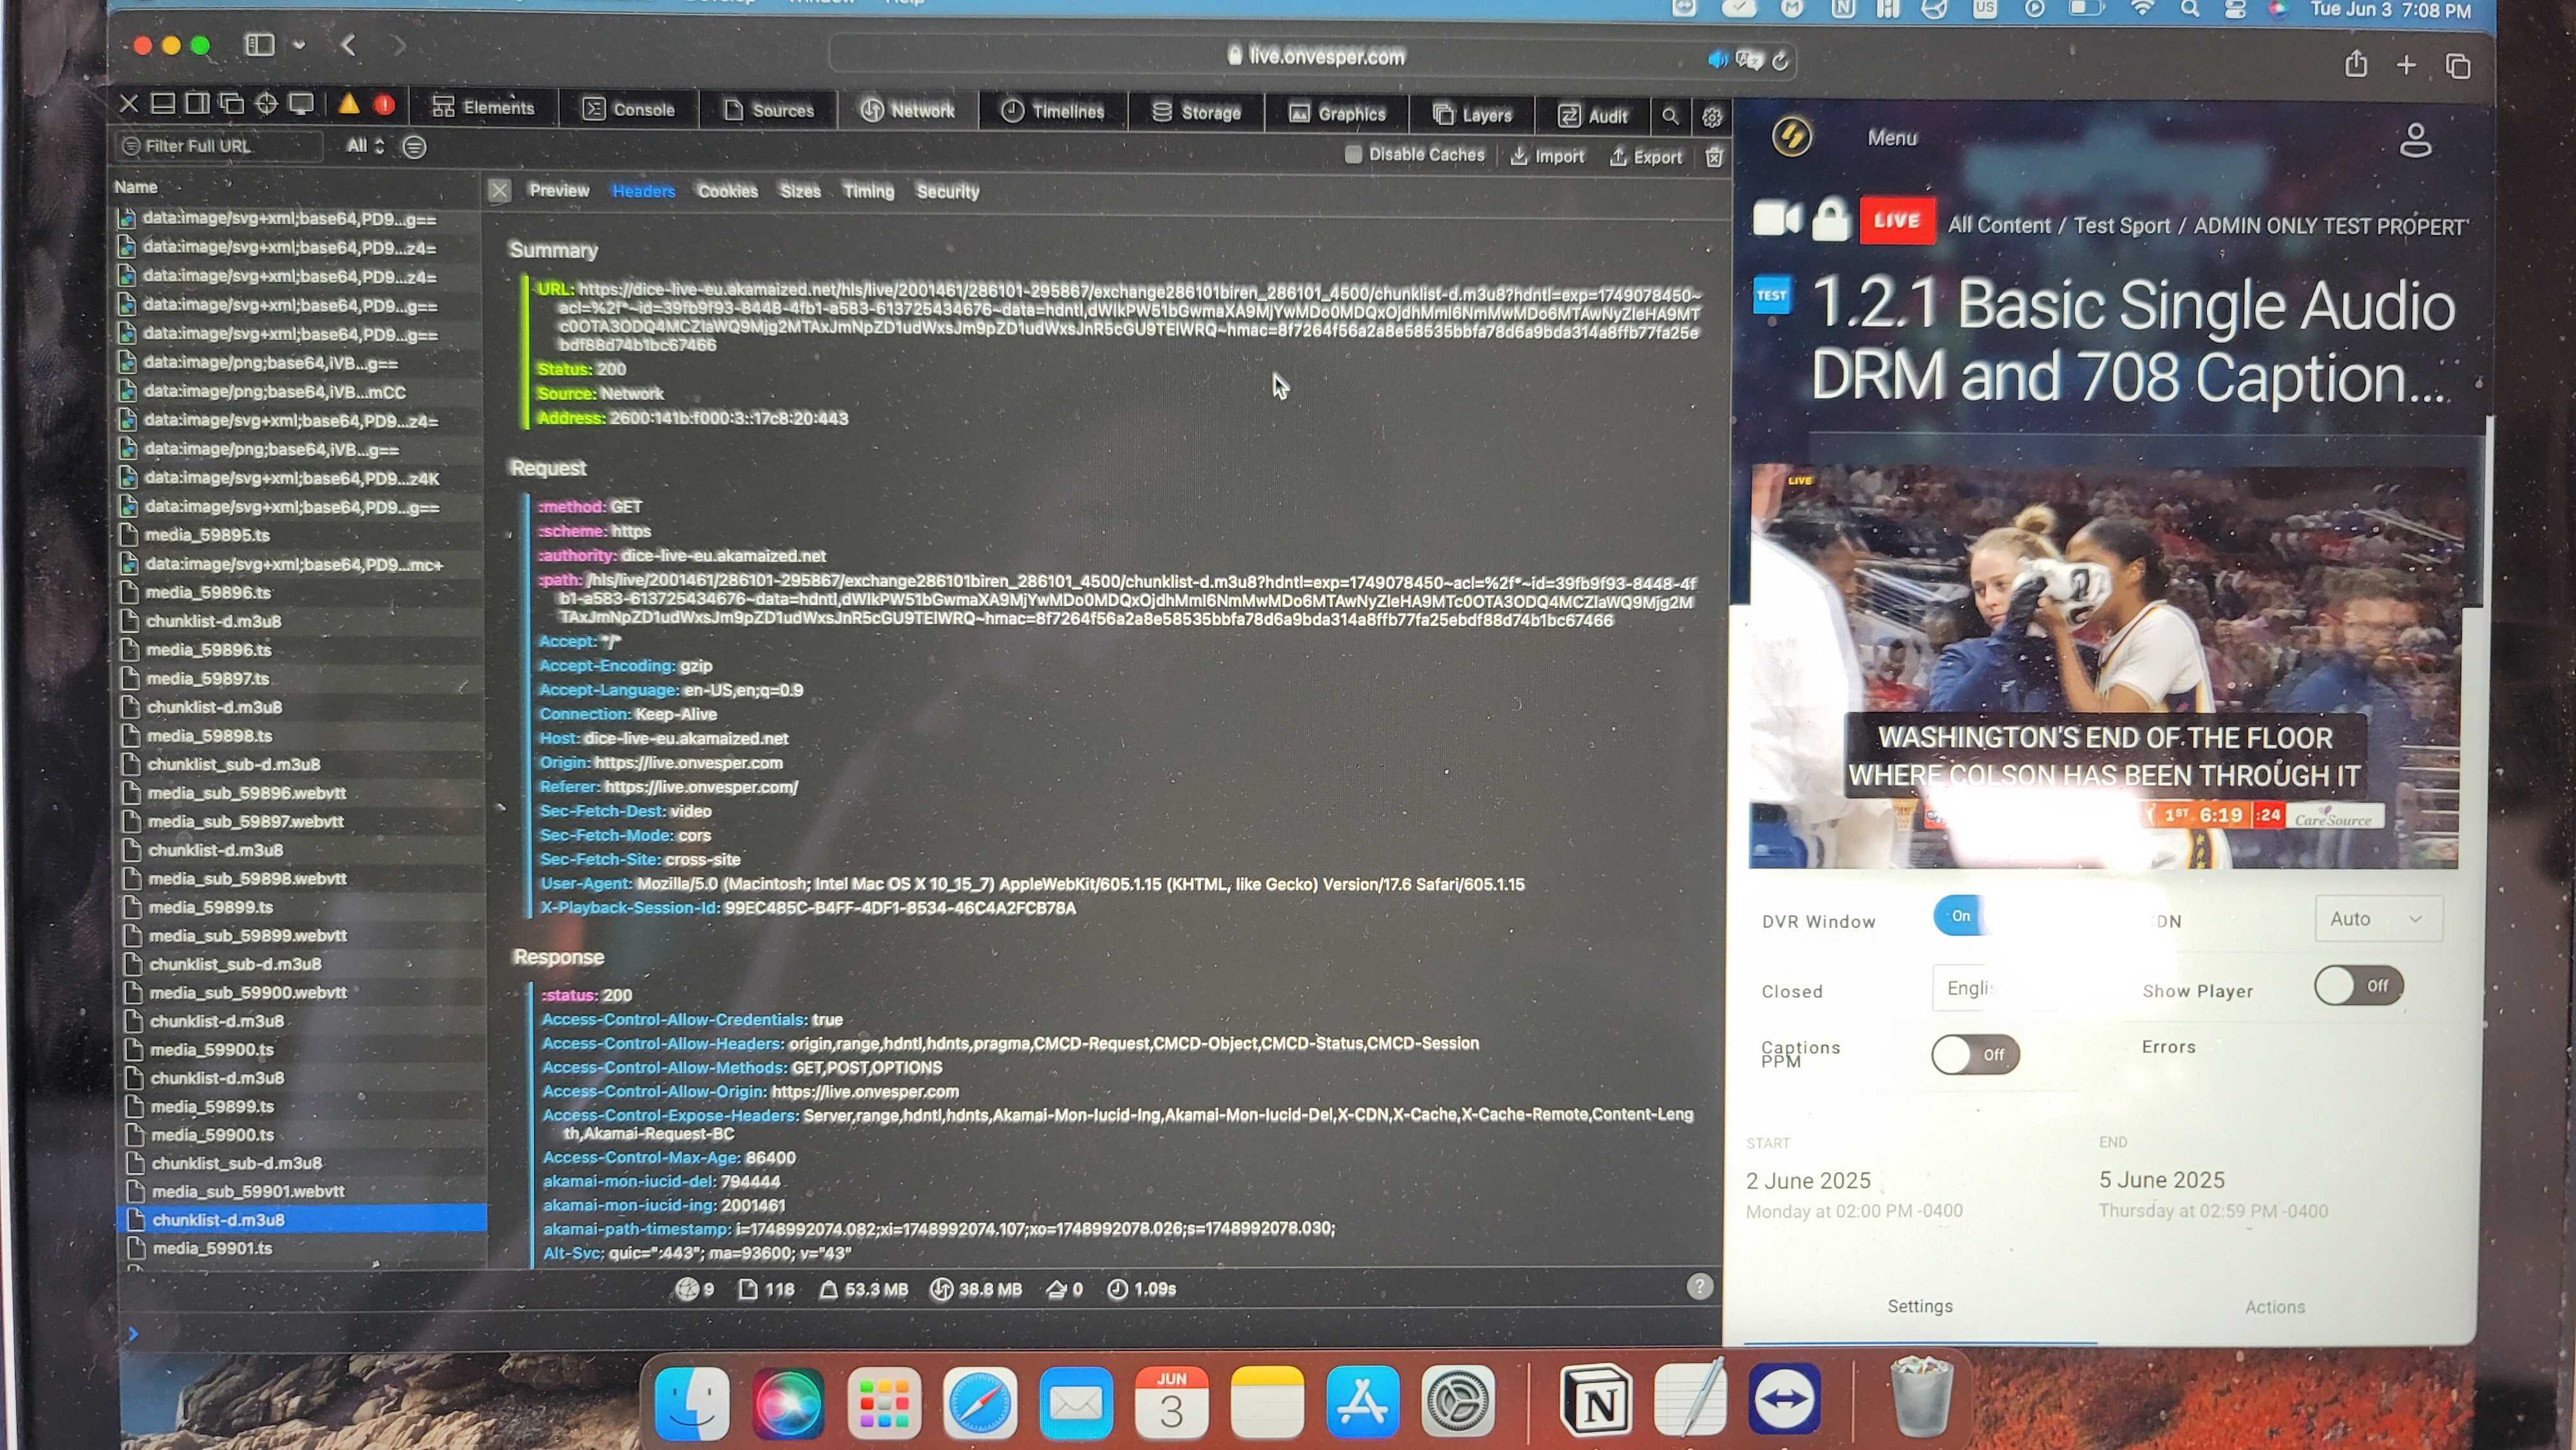 Window
Help
US
Tue Jun 3 7:08 PM
live.onvesper.com
Elements
Console
Sources
Network
Timelines
Storage
Graphics
Layers
Audit
Filter Full URL
All
Disable Caches
Import
Export
Name
data:image/svg+xml;base64,PD9...g==
data:image/svg+xml;base64,PD9...z4=
data:image/svg+xml;base64,PD9...z4=
data:image/svg+xml;base64,PD9...g==
data:image/svg+xml;base64,PD9...g==
data:image/png;base64,iVB...g==
data:image/png;base64,iVB...mCC
data:image/svg+xml;base64,PD9...z4=
data:image/png;base64,iVB...g==
data:image/svg+xml;base64,PD9...z4K
data:image/svg+xml;base64,PD9...g==
media_59895.ts
data:image/svg+xml;base64,PD9...mc+
media_59896.ts
chunklist-d.m3u8
media_59896.ts
media_59897.ts
chunklist-d.m3u8
media_59898.ts
chunklist_sub-d.m3u8
media_sub_59896.webvtt
media_sub_59897.webvtt
chunklist-d.m3u8
media_sub_59898.webvtt
media_59899.ts
media_sub_59899.webvtt
chunklist_sub-d.m3u8
media_sub_59900.webvtt
chunklist-d.m3u8
media_59900.ts
chunklist-d.m3u8
media_59899.ts
media_59900.ts
chunklist_sub-d.m3u8
media_sub_59901.webvtt
chunklist-d.m3u8
media_59901.ts
Preview Headers Cookies Sizes Timing Security
Summary
URL: https://dice-live-eu.akamaized.net/hls/live/2001461/286101-295867/exchange286101biren_286101_4500/chunklist-d.m3u8?hdntl=exp=1749078450~
acl=%2f*~id=39fb9f93-8448-4fb1-a583-613725434676~data=hdntl,dWlkPW51bGwmaXA9MjYwMDo0MDQxOjdhMmI6NmMwMDo6MTAwNyZleHA9MT
c0OTA3ODQ4MCZlaWQ9Mjg2MTAxJmNpZD1udWxsJm9pZD1udWxsJnR5cGU9TElWRQ~hmac=8f7264f56a2a8e58535bbfa78d6a9bda314a8ffb77fa25e
bdf88d74b1bc67466
Status: 200
Source: Network
Address: 2600:141b:f000:3::17c8:20:443
Request
:method: GET
:scheme: https
:authority: dice-live-eu.akamaized.net
:path: /hls/live/2001461/286101-295867/exchange286101biren_286101_4500/chunklist-d.m3u8?hdntl=exp=1749078450~acl=%2f*~id=39fb9f93-8448-4f
b1-a583-613725434676~data=hdntl,dWlkPW51bGwmaXA9MjYwMDo0MDQxOjdhMmI6NmMwMDo6MTAwNyZleHA9MTc0OTA3ODQ4MCZlaWQ9Mjg2M
TAxJmNpZD1udWxsJm9pZD1udWxsJnR5cGU9TElWRQ~hmac=8f7264f56a2a8e58535bbfa78d6a9bda314a8ffb77fa25ebdf88d74b1bc67466
Accept: */*
Accept-Encoding: gzip
Accept-Language: en-US,en;q=0.9
Connection: Keep-Alive
Host: dice-live-eu.akamaized.net
Origin: https://live.onvesper.com
Referer: https://live.onvesper.com/
Sec-Fetch-Dest: video
Sec-Fetch-Mode: cors
Sec-Fetch-Site: cross-site
User-Agent: Mozilla/5.0 (Macintosh; Intel Mac OS X 10_15_7) AppleWebKit/605.1.15 (KHTML, like Gecko) Version/17.6 Safari/605.1.15
X-Playback-Session-Id: 99EC485C-B4FF-4DF1-8534-46C4A2FCB78A
Response
:status: 200
Access-Control-Allow-Credentials: true
Access-Control-Allow-Headers: origin,range,hdntl,hdnts,pragma,CMCD-Request,CMCD-Object,CMCD-Status,CMCD-Session
Access-Control-Allow-Methods: GET,POST,OPTIONS
Access-Control-Allow-Origin: https://live.onvesper.com
Access-Control-Expose-Headers: Server,range,hdntl,hdnts,Akamai-Mon-Iucid-Ing,Akamai-Mon-Iucid-Del,X-CDN,X-Cache,X-Cache-Remote,Content-Leng
th,Akamai-Request-BC
Access-Control-Max-Age: 86400
akamai-mon-iucid-del: 794444
akamai-mon-iucid-ing: 2001461
akamai-path-timestamp: i=1748992074.082;xi=1748992074.107;xo=1748992078.026;s=1748992078.030;
Alt-Svc: quic=":443"; ma=93600; v="43"
9 118 53.3 MB 38.8 MB 0 1.09s
?
Menu
LIVE
All Content / Test Sport / ADMIN ONLY TEST PROPERT
TEST
1.2.1 Basic Single Audio
DRM and 708 Caption...
LIVE
WASHINGTON'S END OF THE FLOOR
WHERE COLSON HAS BEEN THROUGH IT
1ST 6:19 :24 CareSource
DVR Window
On
DN
Auto
Closed
Captions
Engli
Show Player
Errors
Off
PPM
Off
START
END
2 June 2025
5 June 2025
Monday at 02:00 PM -0400
Thursday at 02:59 PM -0400
Settings
Actions
JUN
3
N